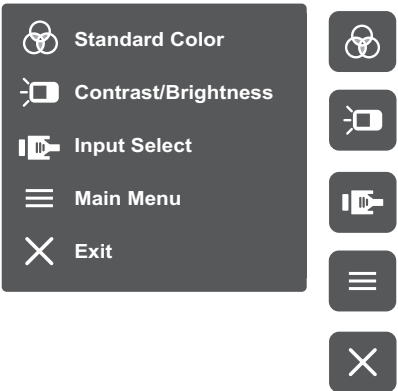 Standard Color
Contrast/Brightness
Input Select
Main Menu
Exit